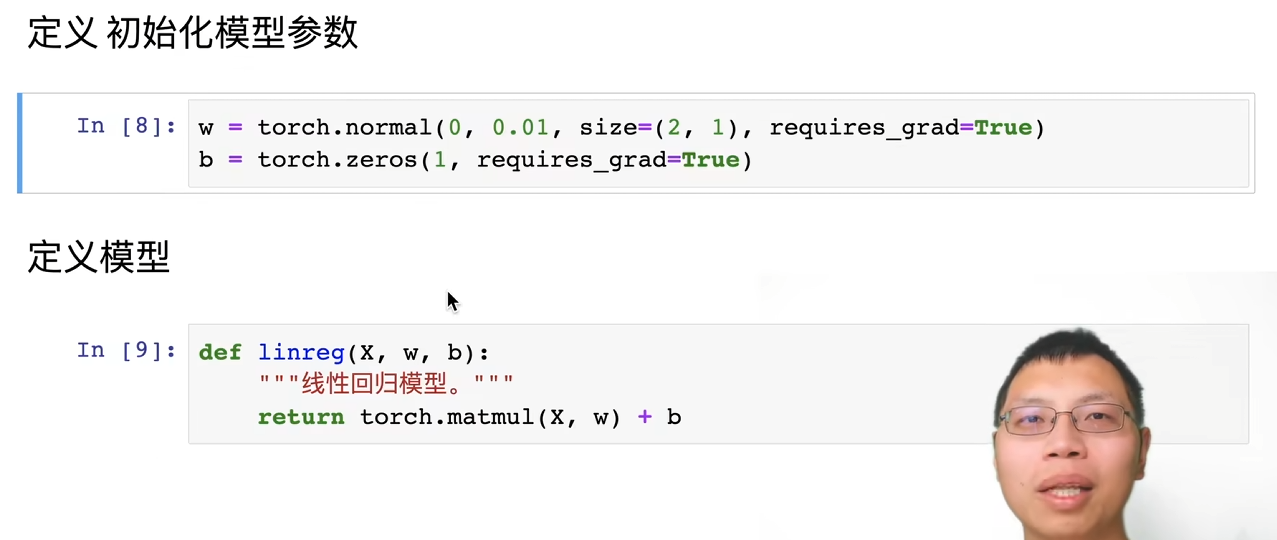 定义 初始化模型参数
In [8]: w = torch.normal(0, 0.01, size=(2, 1), requires_grad=True)
b = torch.zeros(1, requires_grad=True)
定义模型
In [9]: def linreg(X, w, b):
"""线性回归模型。"""
return torch.matmul(X, w) + b